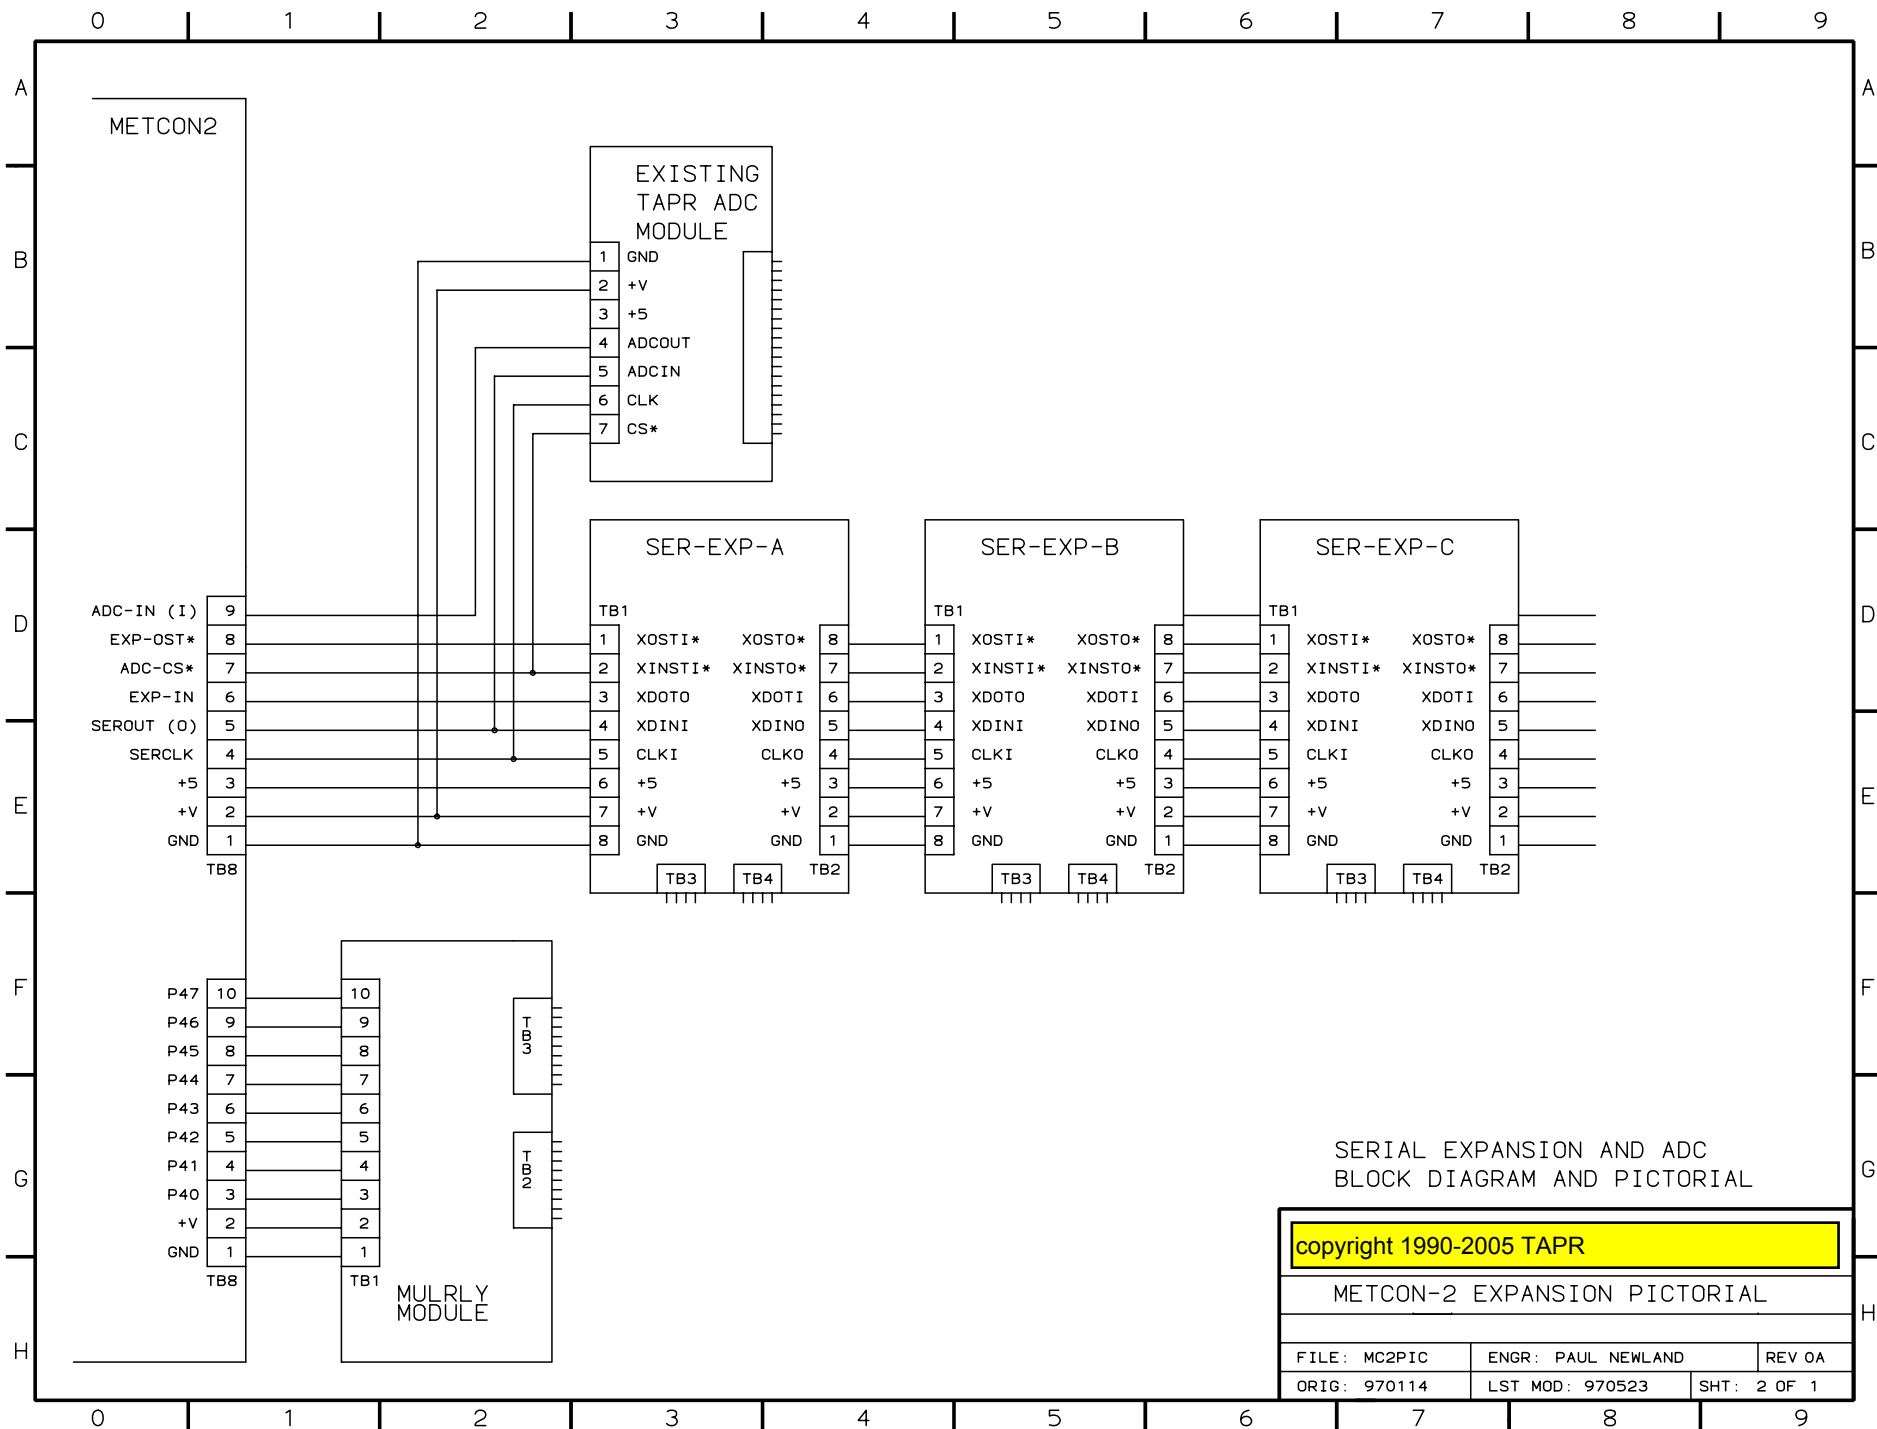 0 1 2 3 4 5 6 7 8 9
A A
METCON2
EXISTING
TAPR ADC
MODULE
B B
1 GND
2 +V
3 +5
4 ADCOUT
5 ADCIN
6 CLK
7 CS*
C C
SER-EXP-A SER-EXP-B SER-EXP-C
D D
ADC-IN (I) 9 TB1 TB1 TB1
EXP-OST* 8 1 XOSTI* XOSTO* 8 1 XOSTI* XOSTO* 8 1 XOSTI* XOSTO* 8
ADC-CS* 7 2 XINSTI* XINSTO* 7 2 XINSTI* XINSTO* 7 2 XINSTI* XINSTO* 7
EXP-IN 6 3 XDOTO XDOTI 6 3 XDOTO XDOTI 6 3 XDOTO XDOTI 6
SEROUT (O) 5 4 XDINI XDINO 5 4 XDINI XDINO 5 4 XDINI XDINO 5
SERCLK 4 5 CLKI CLKO 4 5 CLKI CLKO 4 5 CLKI CLKO 4
+5 3 6 +5 +5 3 6 +5 +5 3 6 +5 +5 3
E E
+V 2 7 +V +V 2 7 +V +V 2 7 +V +V 2
GND 1 8 GND GND 1 8 GND GND 1 8 GND GND 1
TB8 TB3 TB4 TB2 TB3 TB4 TB2 TB3 TB4 TB2
F F
P47 10 10
P46 9 9
P45 8 8
P44 7 7
P43 6 6
P42 5 5
P41 4 4
P40 3 3
+V 2 2
GND 1 1
TB8 TB1
TB3
TB2
MULRLY
MODULE
G G
SERIAL EXPANSION AND ADC
BLOCK DIAGRAM AND PICTORIAL
copyright 1990-2005 TAPR
METCON-2 EXPANSION PICTORIAL
H H
FILE: MC2PIC ENGR: PAUL NEWLAND REV 0A
ORIG: 970114 LST MOD: 970523 SHT: 2 OF 1
0 1 2 3 4 5 6 7 8 9